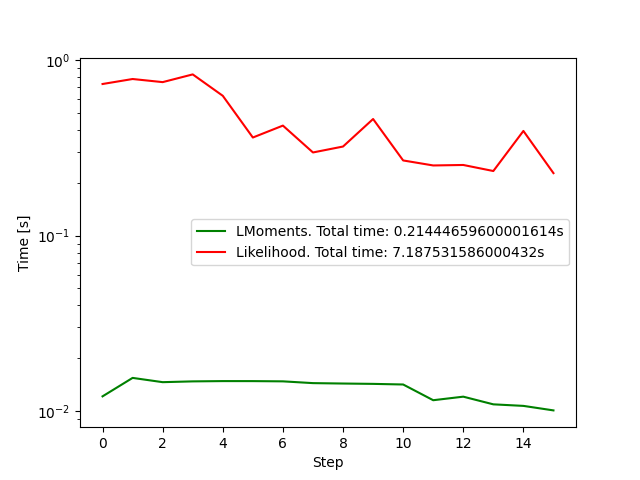 10⁰
10⁻¹
10⁻²
Time [s]
LMoments. Total time: 0.21444659600001614s
Likelihood. Total time: 7.187531586000432s
0 2 4 6 8 10 12 14
Step